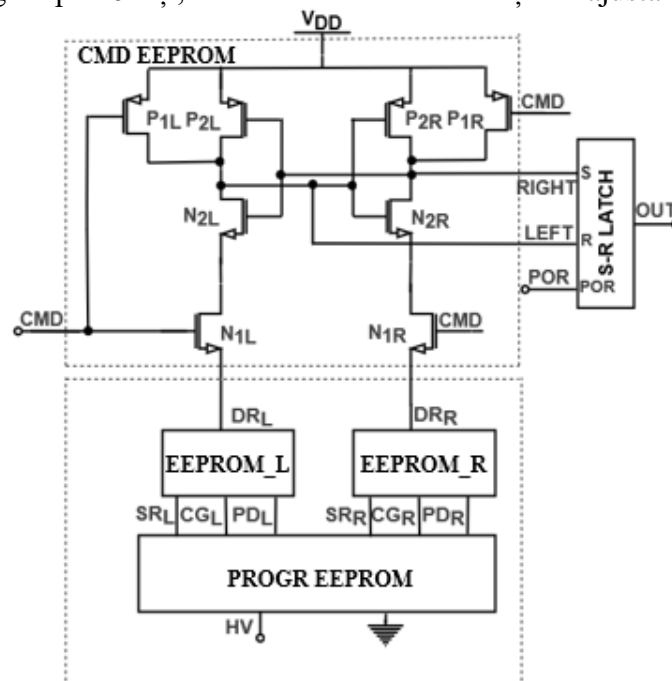 VDD
CMD EEPROM
P1L P2L
P2R P1R
CMD
S
RIGHT
N2L
N2R
OUT
LEFT
R
S-R LATCH
POR
POR
CMD
N1L
N1R
CMD
DRL
DRR
EEPROM_L
EEPROM_R
SRL CGL PDL
SRR CGR PDR
PROGR EEPROM
HV